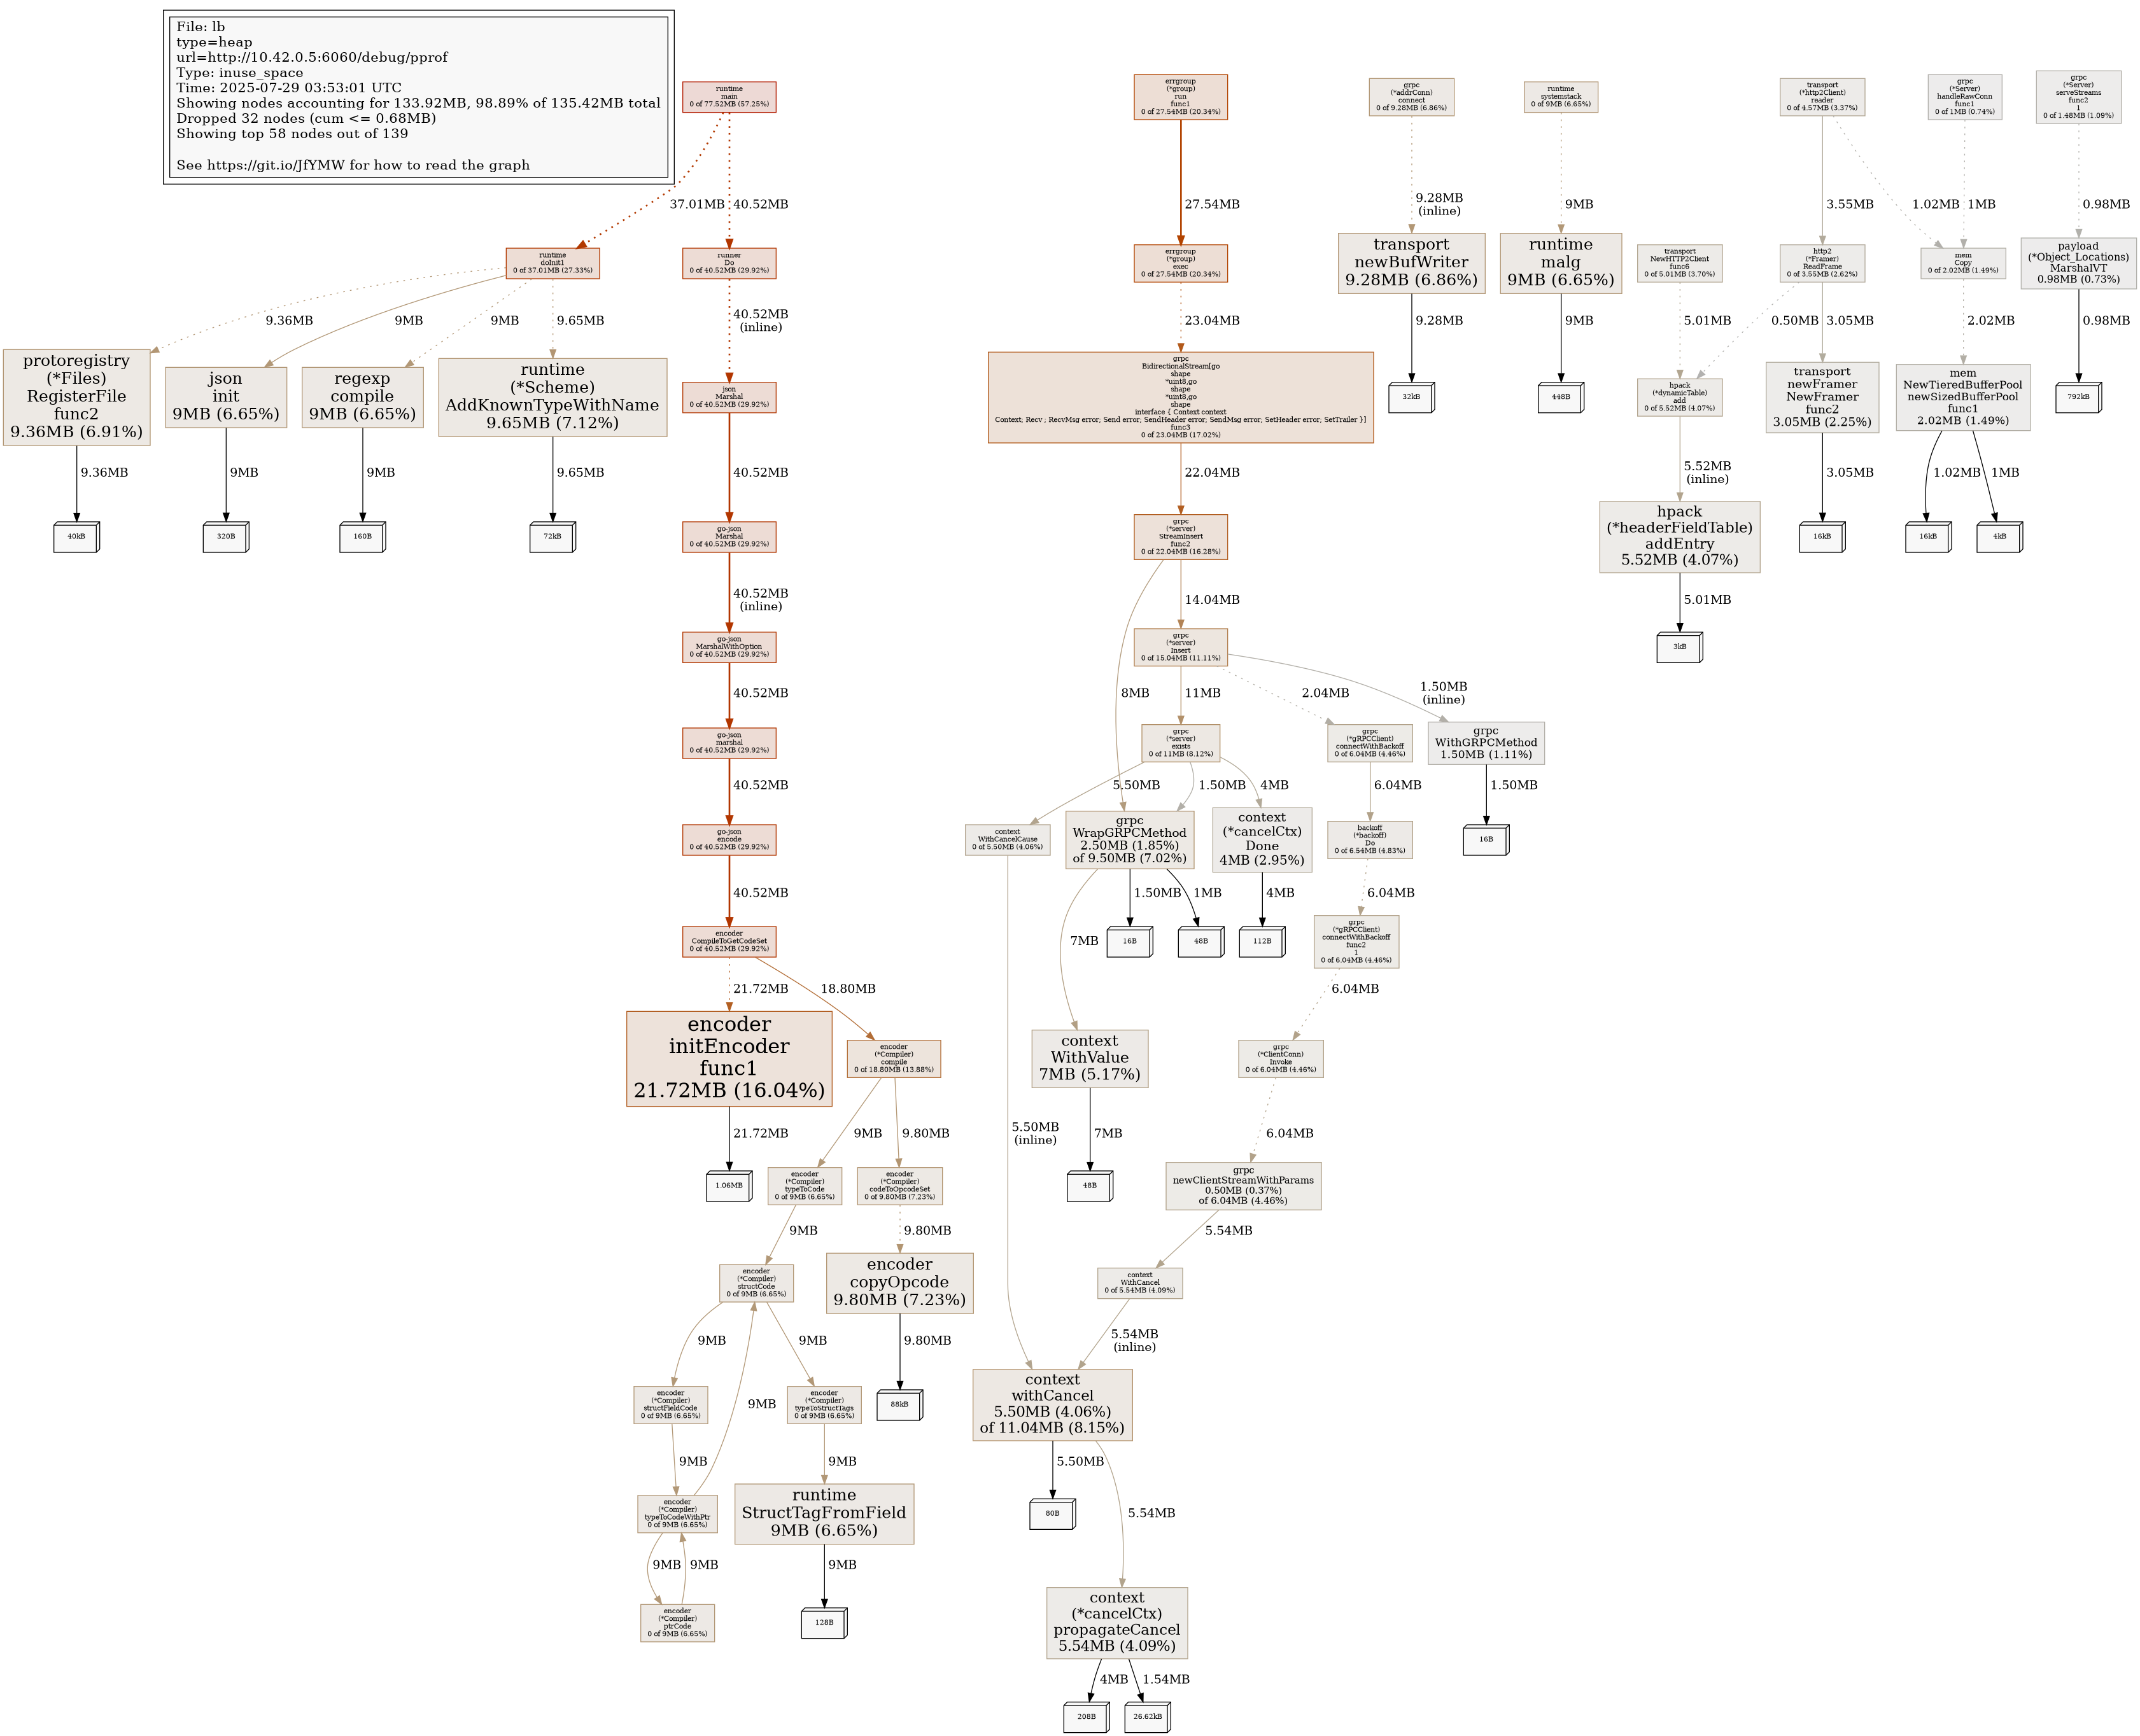 File: lb
type=heap
url=http://10.42.0.5:6060/debug/pprof
Type: inuse_space
Time: 2025-07-29 03:53:01 UTC
Showing nodes accounting for 133.92MB, 98.89% of 135.42MB total
Dropped 32 nodes (cum <= 0.68MB)
Showing top 58 nodes out of 139
See https://git.io/JfYMW for how to read the graph
runtime
main
0 of 77.52MB (57.25%)
errgroup
(*group)
run
func1
0 of 27.54MB (20.34%)
grpc
(*addrConn)
connect
0 of 9.28MB (6.86%)
runtime
systemstack
0 of 9MB (6.65%)
transport
(*http2Client)
reader
0 of 4.57MB (3.37%)
grpc
(*Server)
handleRawConn
func1
0 of 1MB (0.74%)
grpc
(*Server)
serveStreams
func2
1
0 of 1.48MB (1.09%)
37.01MB
40.52MB
27.54MB
9.28MB
(inline)
9MB
3.55MB
1.02MB
1MB
0.98MB
runtime
doInit1
0 of 37.01MB (27.33%)
runner
Do
0 of 40.52MB (29.92%)
errgroup
(*group)
exec
0 of 27.54MB (20.34%)
transport
newBufWriter
9.28MB (6.86%)
runtime
malg
9MB (6.65%)
transport
NewHTTP2Client
func6
0 of 5.01MB (3.70%)
http2
(*Framer)
ReadFrame
0 of 3.55MB (2.62%)
mem
Copy
0 of 2.02MB (1.49%)
payload
(*Object_Locations)
MarshalVT
0.98MB (0.73%)
9.36MB
9MB
9MB
9.65MB
40.52MB
(inline)
23.04MB
9.28MB
9MB
5.01MB
0.50MB
3.05MB
2.02MB
0.98MB
protoregistry
(*Files)
RegisterFile
func2
9.36MB (6.91%)
json
init
9MB (6.65%)
regexp
compile
9MB (6.65%)
runtime
(*Scheme)
AddKnownTypeWithName
9.65MB (7.12%)
json
Marshal
0 of 40.52MB (29.92%)
grpc
BidirectionalStream[go
shape
*uint8,go
shape
*uint8,go
shape
interface { Context context
Context; Recv ; RecvMsg error; Send error; SendHeader error; SendMsg error; SetHeader error; SetTrailer }]
func3
0 of 23.04MB (17.02%)
32kB
448B
hpack
(*dynamicTable)
add
0 of 5.52MB (4.07%)
transport
newFramer
NewFramer
func2
3.05MB (2.25%)
mem
NewTieredBufferPool
newSizedBufferPool
func1
2.02MB (1.49%)
792kB
9.36MB
9MB
9MB
9.65MB
40.52MB
22.04MB
5.52MB
(inline)
3.05MB
1.02MB
1MB
40kB
320B
160B
72kB
go-json
Marshal
0 of 40.52MB (29.92%)
grpc
(*server)
StreamInsert
func2
0 of 22.04MB (16.28%)
hpack
(*headerFieldTable)
addEntry
5.52MB (4.07%)
16kB
16kB
4kB
40.52MB
(inline)
14.04MB
5.01MB
go-json
MarshalWithOption
0 of 40.52MB (29.92%)
grpc
(*server)
Insert
0 of 15.04MB (11.11%)
3kB
40.52MB
8MB
11MB
2.04MB
1.50MB
(inline)
go-json
marshal
0 of 40.52MB (29.92%)
grpc
(*server)
exists
0 of 11MB (8.12%)
grpc
(*gRPCClient)
connectWithBackoff
0 of 6.04MB (4.46%)
grpc
WithGRPCMethod
1.50MB (1.11%)
40.52MB
5.50MB
1.50MB
4MB
6.04MB
1.50MB
go-json
encode
0 of 40.52MB (29.92%)
context
WithCancelCause
0 of 5.50MB (4.06%)
grpc
WrapGRPCMethod
2.50MB (1.85%)
of 9.50MB (7.02%)
context
(*cancelCtx)
Done
4MB (2.95%)
backoff
(*backoff)
Do
0 of 6.54MB (4.83%)
16B
40.52MB
1.50MB
1MB
4MB
6.04MB
encoder
CompileToGetCodeSet
0 of 40.52MB (29.92%)
7MB
16B
48B
112B
grpc
(*gRPCClient)
connectWithBackoff
func2
1
0 of 6.04MB (4.46%)
21.72MB
18.80MB
6.04MB
encoder
initEncoder
func1
21.72MB (16.04%)
encoder
(*Compiler)
compile
0 of 18.80MB (13.88%)
context
WithValue
7MB (5.17%)
grpc
(*ClientConn)
Invoke
0 of 6.04MB (4.46%)
21.72MB
9MB
9.80MB
5.50MB
(inline)
7MB
6.04MB
1.06MB
encoder
(*Compiler)
typeToCode
0 of 9MB (6.65%)
encoder
(*Compiler)
codeToOpcodeSet
0 of 9.80MB (7.23%)
48B
grpc
newClientStreamWithParams
0.50MB (0.37%)
of 6.04MB (4.46%)
9MB
9.80MB
5.54MB
encoder
(*Compiler)
structCode
0 of 9MB (6.65%)
encoder
copyOpcode
9.80MB (7.23%)
context
WithCancel
0 of 5.54MB (4.09%)
9MB
9MB
9.80MB
5.54MB
(inline)
encoder
(*Compiler)
structFieldCode
0 of 9MB (6.65%)
9MB
encoder
(*Compiler)
typeToStructTags
0 of 9MB (6.65%)
88kB
context
withCancel
5.50MB (4.06%)
of 11.04MB (8.15%)
9MB
9MB
5.50MB
encoder
(*Compiler)
typeToCodeWithPtr
0 of 9MB (6.65%)
runtime
StructTagFromField
9MB (6.65%)
80B
5.54MB
9MB
9MB
9MB
encoder
(*Compiler)
ptrCode
0 of 9MB (6.65%)
128B
context
(*cancelCtx)
propagateCancel
5.54MB (4.09%)
4MB
1.54MB
208B
26.62kB